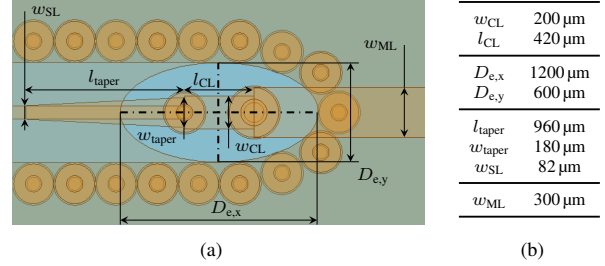 w_SL
w_ML
l_taper
l_CL
w_taper
w_CL
D_e,y
D_e,x
(a)
w_CL 200 µm
l_CL 420 µm
D_e,x 1200 µm
D_e,y 600 µm
l_taper 960 µm
w_taper 180 µm
w_SL 82 µm
w_ML 300 µm
(b)